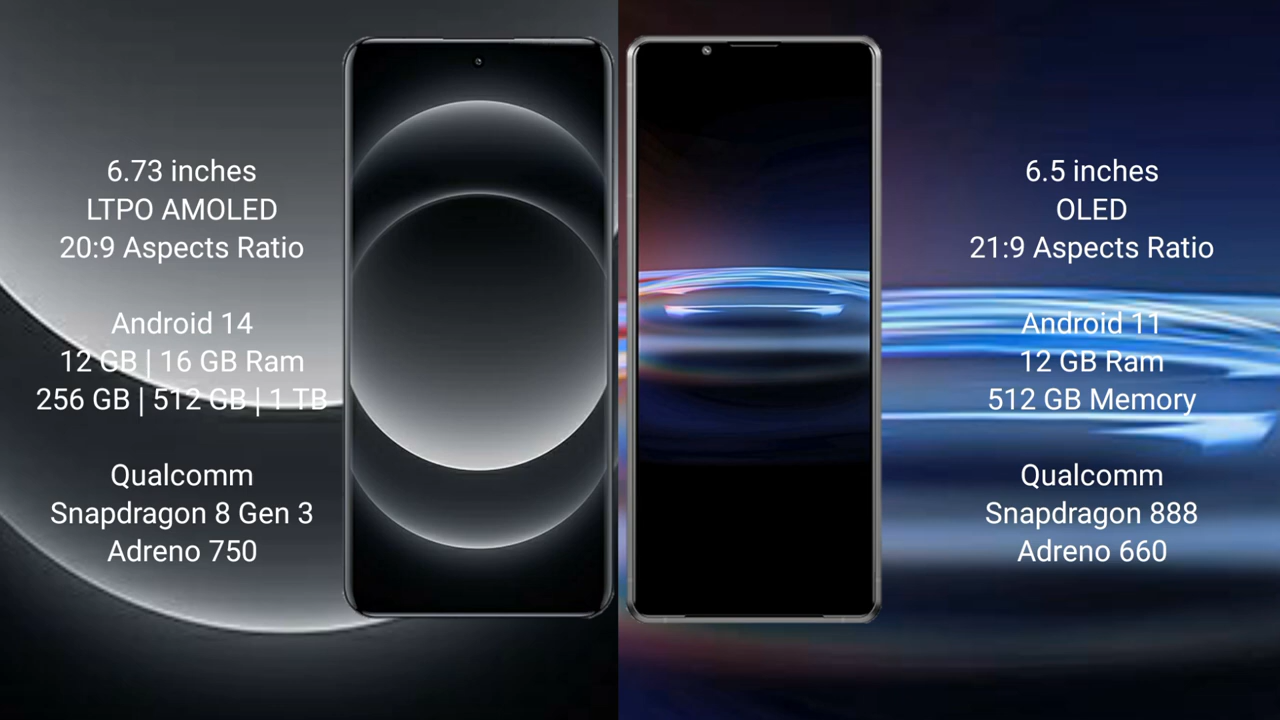 6.73 inches
LTPO AMOLED
20:9 Aspects Ratio
Android 14
12 GB | 16 GB Ram
256 GB | 512 GB | 1 TB
Qualcomm
Snapdragon 8 Gen 3
Adreno 750
6.5 inches
OLED
21:9 Aspects Ratio
Android 11
12 GB Ram
512 GB Memory
Qualcomm
Snapdragon 888
Adreno 660